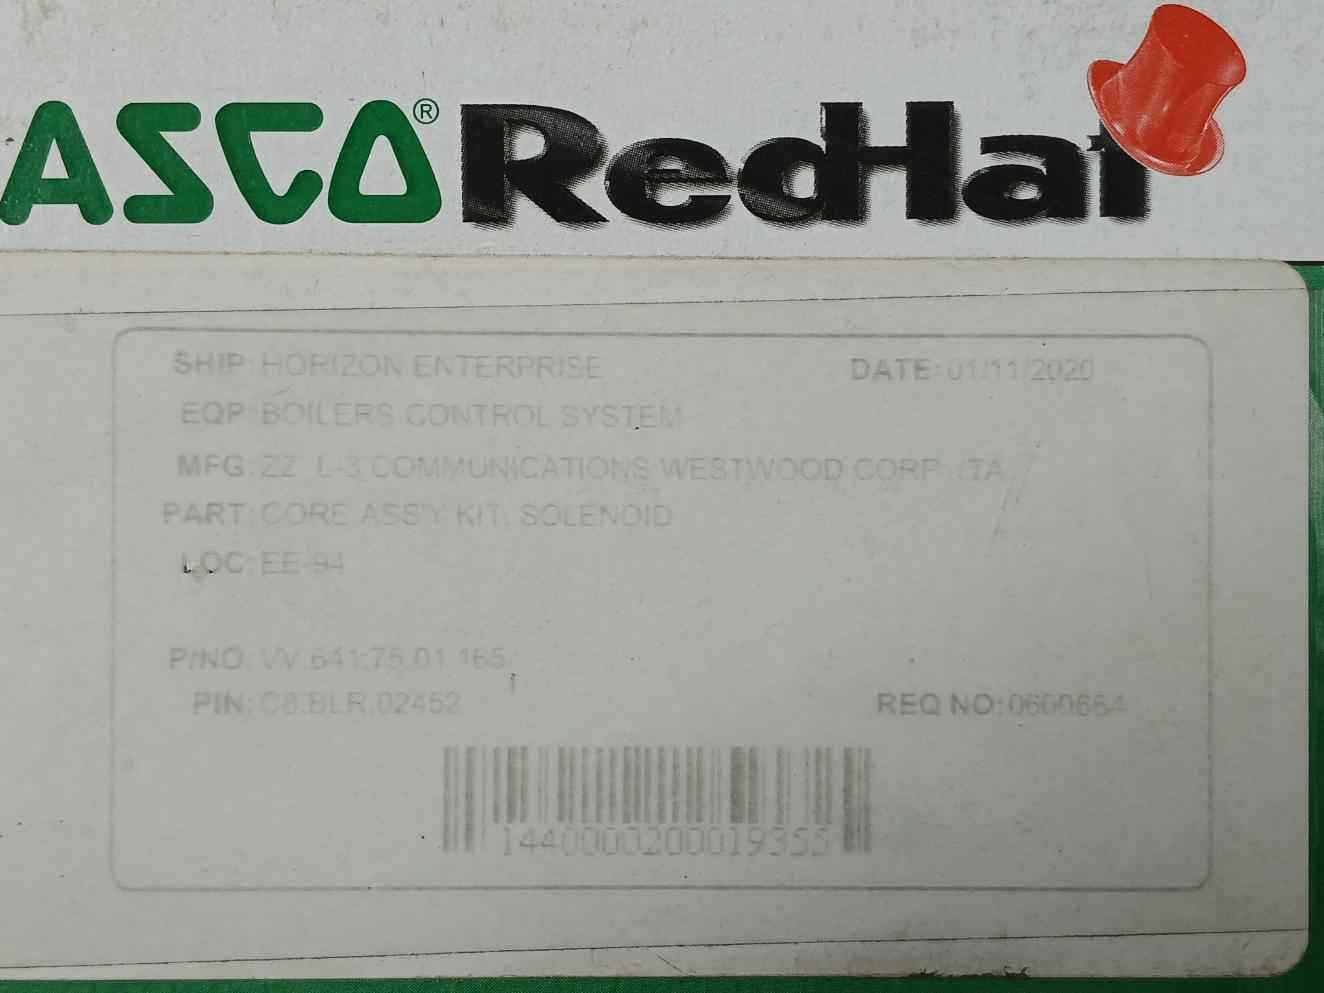 ASCO® RedHat
SHIP: HORIZON ENTERPRISE DATE: 01/11/2020
EQP: BOILERS CONTROL SYSTEM
MFG: ZZ L-3 COMMUNICATIONS WESTWOOD CORP. ITA
PART: CORE ASS'Y KIT, SOLENOID
LOC: EE-94
P/NO: VV.641.75.01.165
PIN: C8.BLR.02452 REQ NO: 0660664
1440000200019355